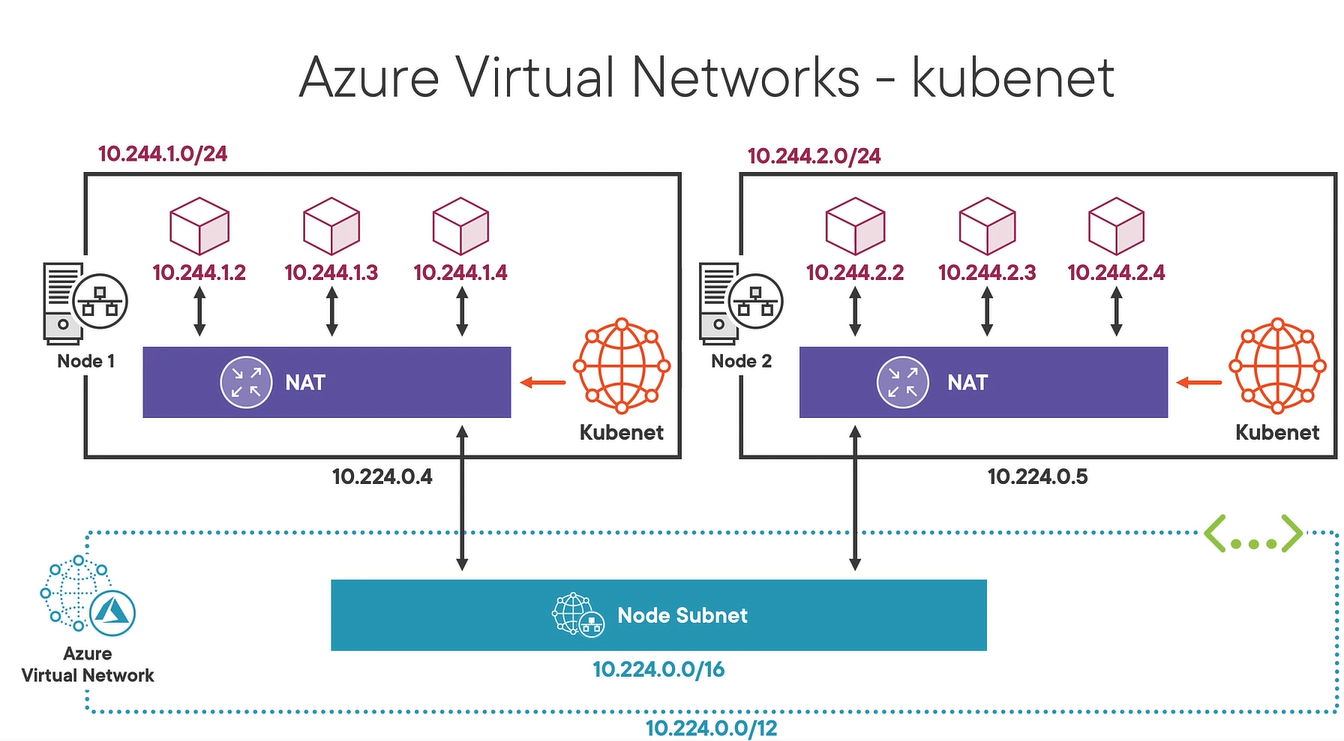 Azure Virtual Networks - kubenet
10.244.1.0/24
10.244.1.2
10.244.1.3
10.244.1.4
Node 1
NAT
Kubenet
10.224.0.4
10.244.2.0/24
10.244.2.2
10.244.2.3
10.244.2.4
Node 2
NAT
Kubenet
10.224.0.5
Azure
Virtual Network
Node Subnet
10.224.0.0/16
10.224.0.0/12